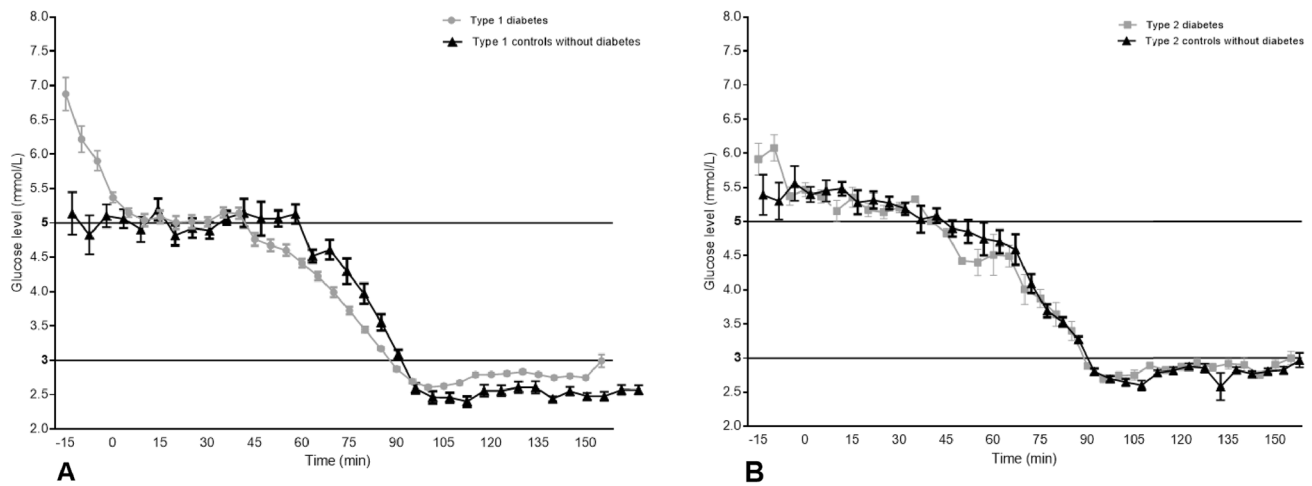 Type 1 diabetes
Type 1 controls without diabetes
Glucose level (mmol/L)
8.0
7.5
7.0
6.5
6.0
5.5
5
4.5
4.0
3.5
3
2.5
2.0
-15 0 15 30 45 60 75 90 105 120 135 150
Time (min)
A
Type 2 diabetes
Type 2 controls without diabetes
Glucose level (mmol/L)
8.0
7.5
7.0
6.5
6.0
5.5
5
4.5
4.0
3.5
3
2.5
2.0
-15 0 15 30 45 60 75 90 105 120 135 150
Time (min)
B